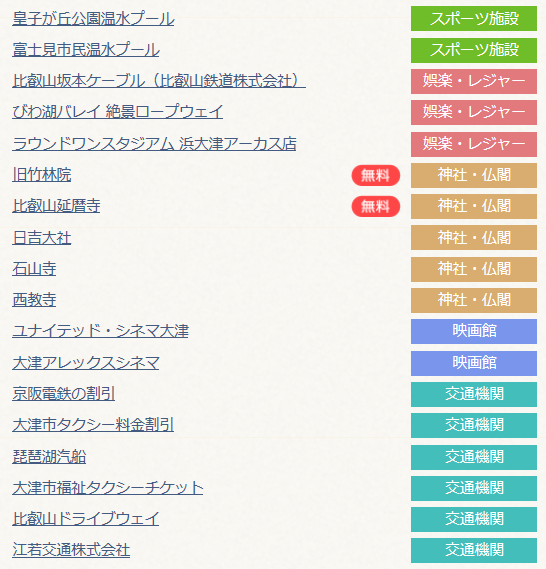 皇子が丘公園温水プール スポーツ施設
富士見市民温水プール スポーツ施設
比叡山坂本ケーブル（比叡山鉄道株式会社） 娯楽・レジャー
びわ湖バレイ 絶景ロープウェイ 娯楽・レジャー
ラウンドワンスタジアム 浜大津アーカス店 娯楽・レジャー
旧竹林院 無料 神社・仏閣
比叡山延暦寺 無料 神社・仏閣
日吉大社 神社・仏閣
石山寺 神社・仏閣
西教寺 神社・仏閣
ユナイテッド・シネマ大津 映画館
大津アレックスシネマ 映画館
京阪電鉄の割引 交通機関
大津市タクシー料金割引 交通機関
琵琶湖汽船 交通機関
大津市福祉タクシーチケット 交通機関
比叡山ドライブウェイ 交通機関
江若交通株式会社 交通機関